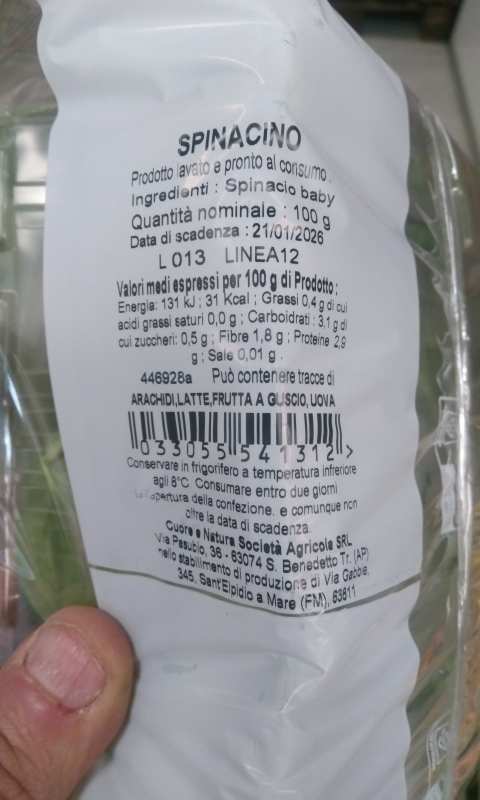 SPINACINO
Prodotto lavato e pronto al consumo.
Ingredienti : Spinacio baby
Quantità nominale : 100 g
Data di scadenza : 21/01/2026
L 013 LINEA12
Valori medi espressi per 100 g di Prodotto :
Energia: 131 kJ ; 31 Kcal ; Grassi 0,4 g di cui
acidi grassi saturi 0,0 g ; Carboidrati : 3,1 g di
cui zuccheri: 0,5 g ; Fibre 1,8 g ; Proteine 2,9
g ; Sale 0,01 g .
446928a Può contenere tracce di
ARACHIDI,LATTE,FRUTTA A GUSCIO,UOVA
033055 541312 >
Conservare in frigorifero a temperatura inferiore
agli 8°C Consumare entro due giorni
apertura della confezione. e comunque non
oltre la data di scadenza.
Cuore e Natura Società Agricola SRL
Via Pasubio, 36 - 63074 S. Benedetto Tr. (AP)
nello stabilimento di produzione di Via Gabbie,
345, Sant'Elpidio a Mare (FM), 63811